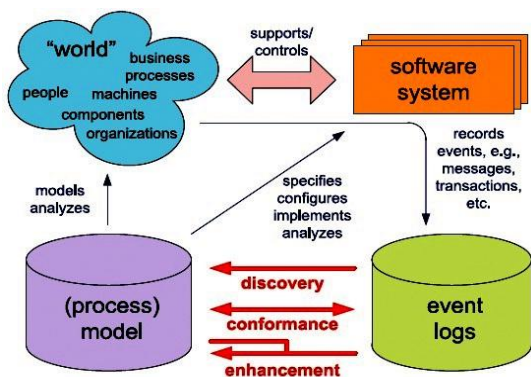 "world"
business
processes
people
machines
components
organizations
supports/
controls
software
system
records
events, e.g.,
messages,
transactions,
etc.
models
analyzes
specifies
configures
implements
analyzes
(process)
model
discovery
conformance
enhancement
event
logs